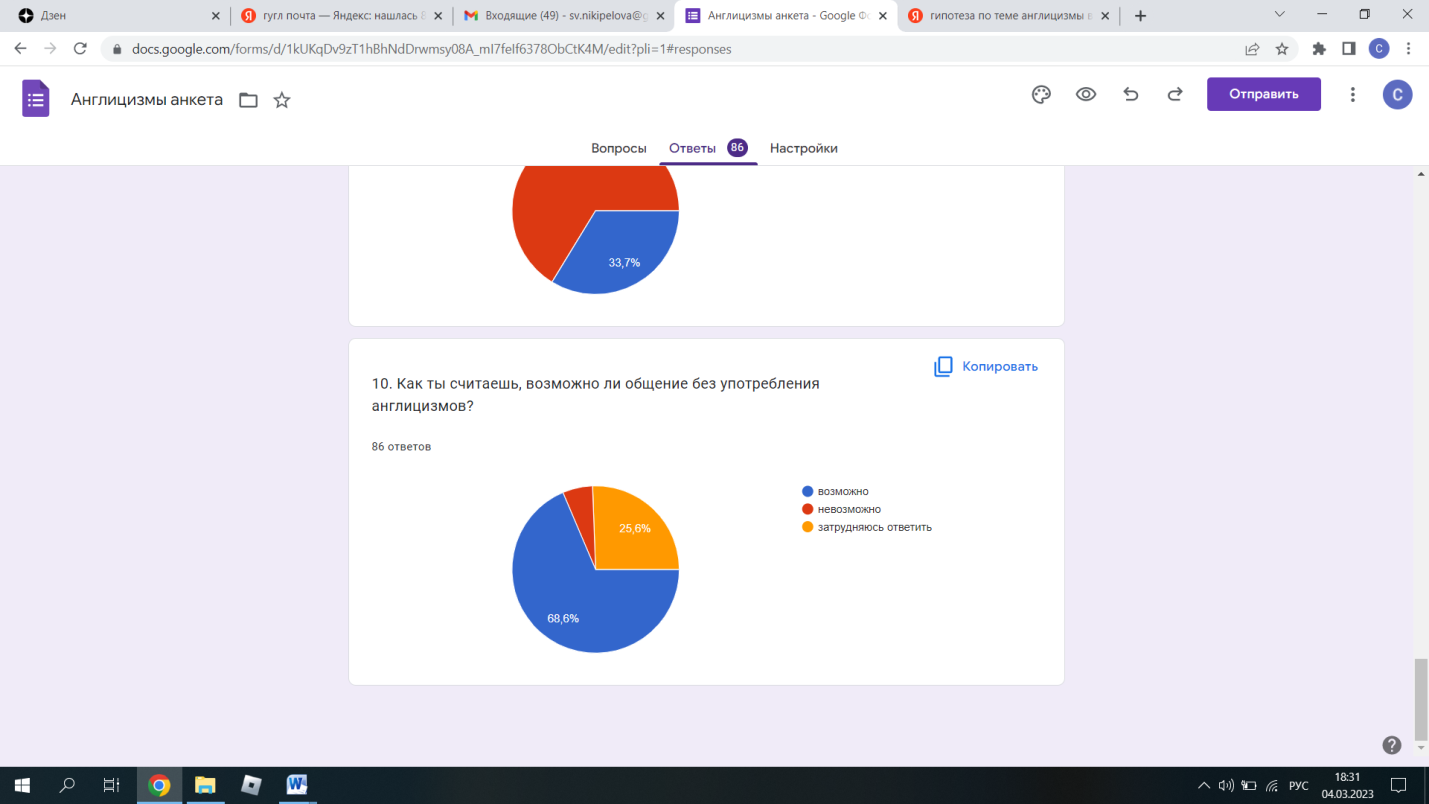 Дзен
гугл почта — Яндекс: нашлась 8
Входящие (49) - sv.nikipelova@g
Англицизмы анкета - Google Фо
гипотеза по теме англицизмы в
docs.google.com/forms/d/1kUKqDv9zT1hBhNdDrwmsy08A_mI7feIf6378ObCtK4M/edit?pli=1#responses
С
Англицизмы анкета
Отправить
С
Вопросы
Ответы 86
Настройки
33,7%
Копировать
10. Как ты считаешь, возможно ли общение без употребления
англицизмов?
86 ответов
возможно
невозможно
затрудняюсь ответить
25,6%
68,6%
РУС
18:31
04.03.2023